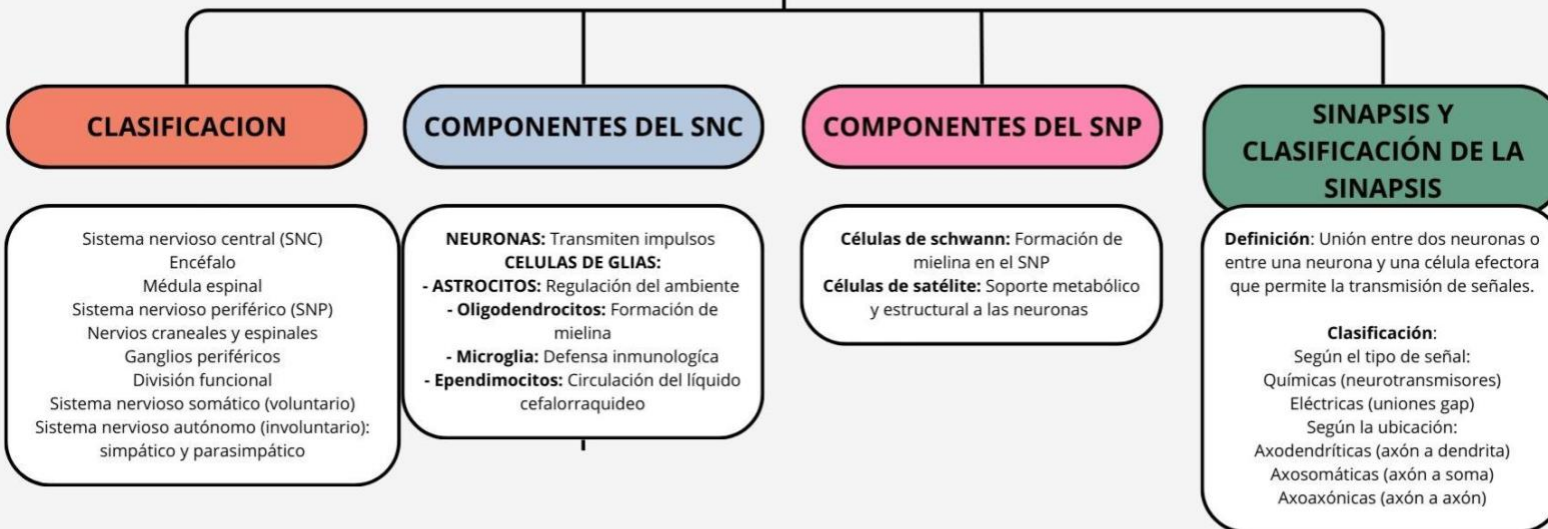 CLASIFICACION
Sistema nervioso central (SNC)
Encéfalo
Médula espinal
Sistema nervioso periférico (SNP)
Nervios craneales y espinales
Ganglios periféricos
División funcional
Sistema nervioso somático (voluntario)
Sistema nervioso autónomo (involuntario):
simpático y parasimpático
COMPONENTES DEL SNC
NEURONAS: Transmiten impulsos
CELULAS DE GLIAS:
- ASTROCITOS: Regulación del ambiente
- Oligodendrocitos: Formación de
mielina
- Microglia: Defensa inmunologíca
- Ependimocitos: Circulación del líquido
cefalorraquideo
COMPONENTES DEL SNP
Células de schwann: Formación de
mielina en el SNP
Células de satélite: Soporte metabólico
y estructural a las neuronas
SINAPSIS Y
CLASIFICACIÓN DE LA
SINAPSIS
Definición: Unión entre dos neuronas o
entre una neurona y una célula efectora
que permite la transmisión de señales.
Clasificación:
Según el tipo de señal:
Químicas (neurotransmisores)
Eléctricas (uniones gap)
Según la ubicación:
Axodendríticas (axón a dendrita)
Axosomáticas (axón a soma)
Axoaxónicas (axón a axón)